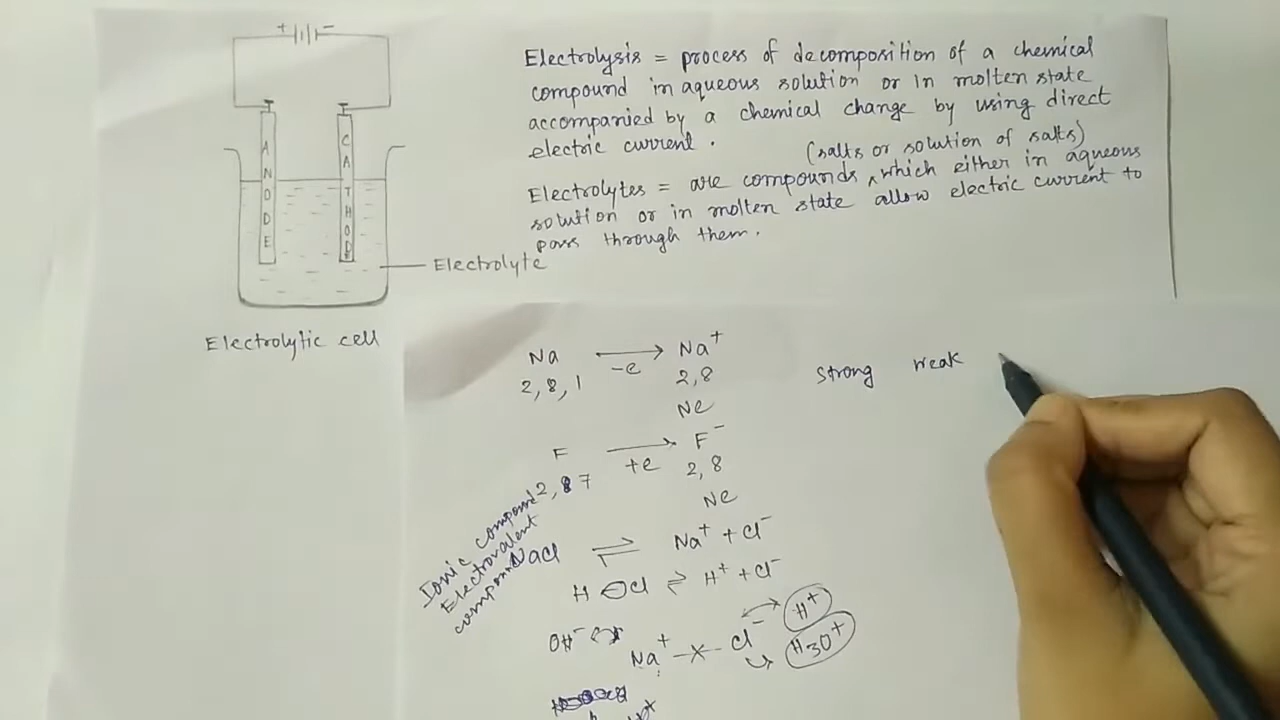 + −
ANODE
CATHODE
Electrolyte
Electrolytic cell
Electrolysis = process of decomposition of a chemical
compound in aqueous solution or in molten state
accompanied by a chemical change by using direct
electric current.
(salts or solution of salts)
Electrolytes = are compounds ^ which either in aqueous
solution or in molten state allow electric current to
pass through them.
Na —−e→ Na⁺
2, 8, 1 2, 8
Ne
F —+e→ F⁻
2, 7 2, 8
Ne
Ionic compound
Electrovalent
compound
NaCl ⇌ Na⁺ + Cl⁻
H Cl ⇌ H⁺ + Cl⁻
OH⁻ Na⁺ —x— Cl⁻ H⁺
H3O⁺
Strong weak